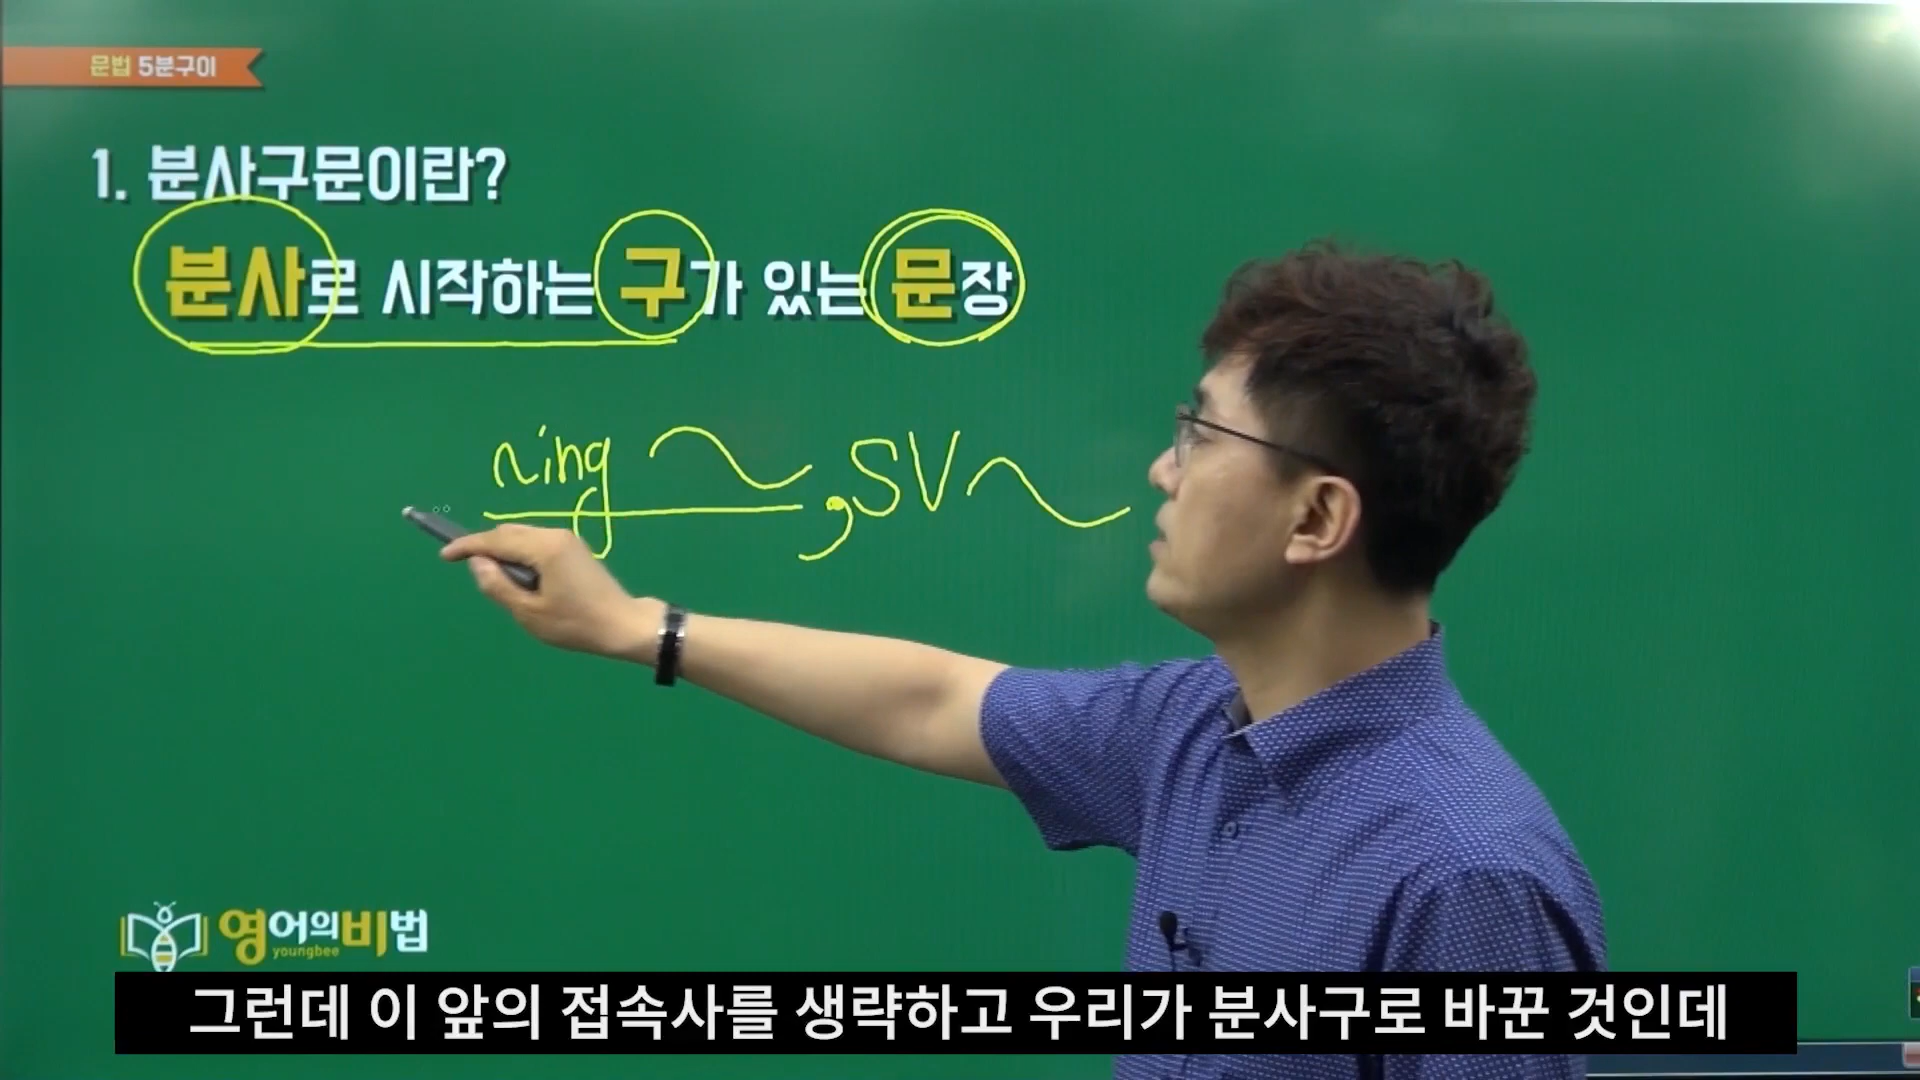 문법 5분구이
1. 분사구문이란?
분사로 시작하는 구가 있는 문장
ning ~ , SV ~
영어의비법
youngbee
그런데 이 앞의 접속사를 생략하고 우리가 분사구로 바꾼 것인데